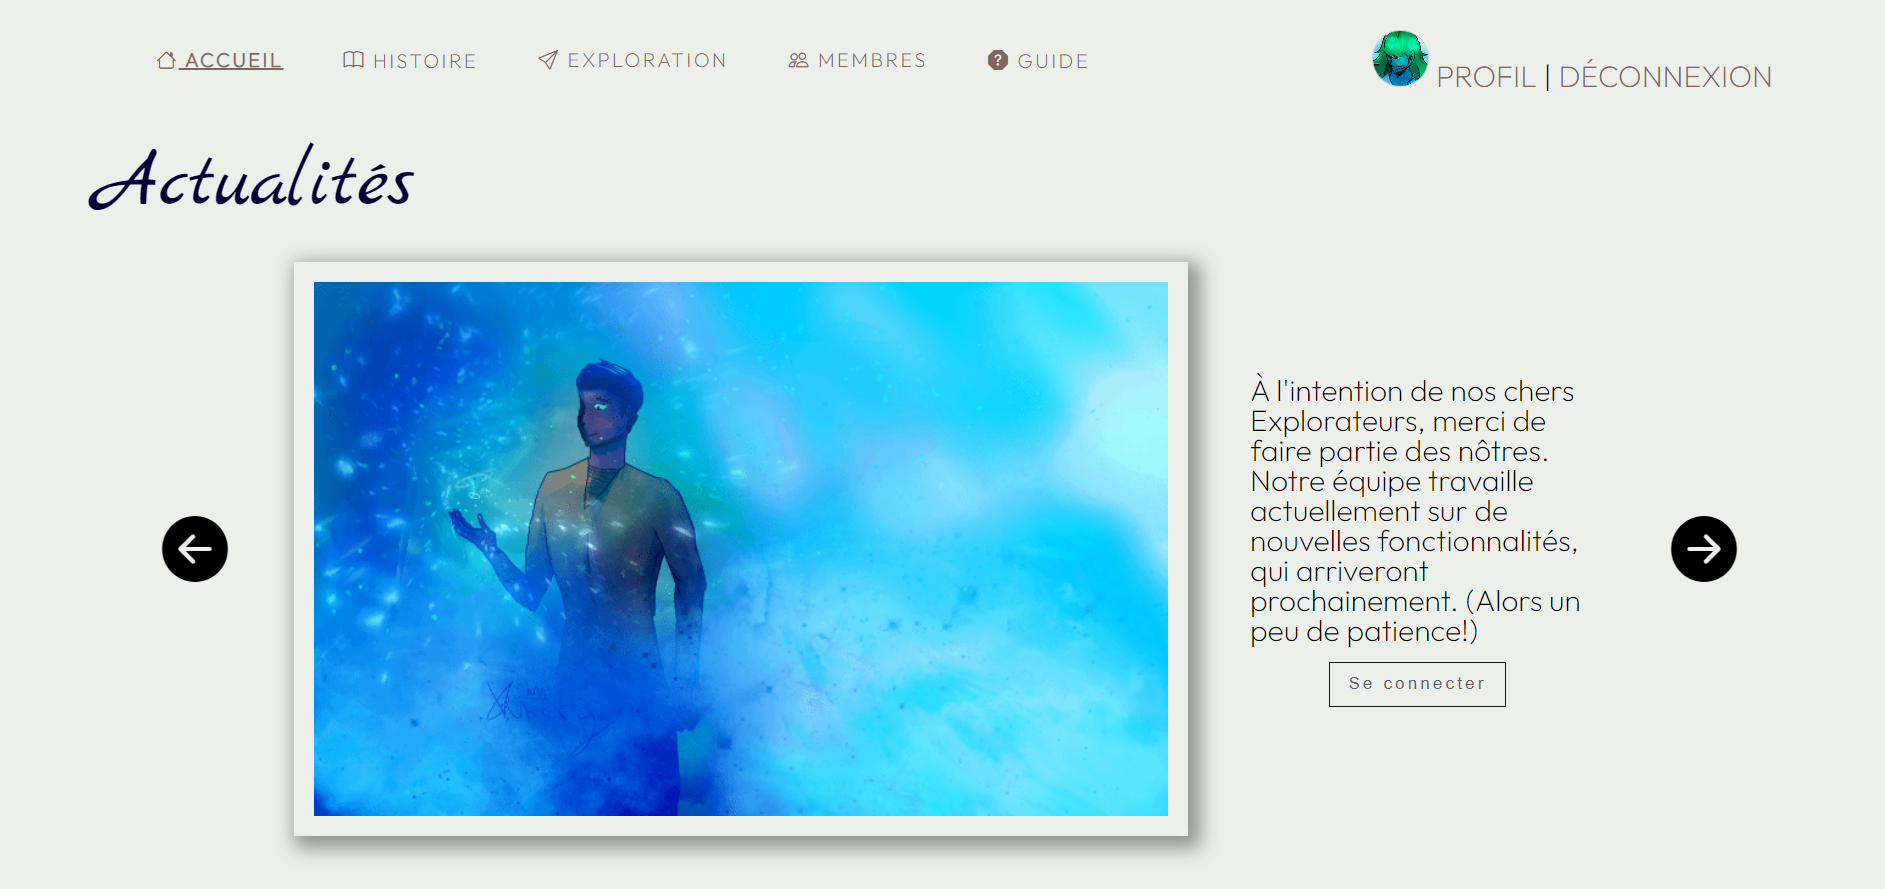 ACCUEIL HISTOIRE EXPLORATION MEMBRES GUIDE PROFIL | DÉCONNEXION
Actualités
À l'intention de nos chers
Explorateurs, merci de
faire partie des nôtres.
Notre équipe travaille
actuellement sur de
nouvelles fonctionnalités,
qui arriveront
prochainement. (Alors un
peu de patience!)
Se connecter